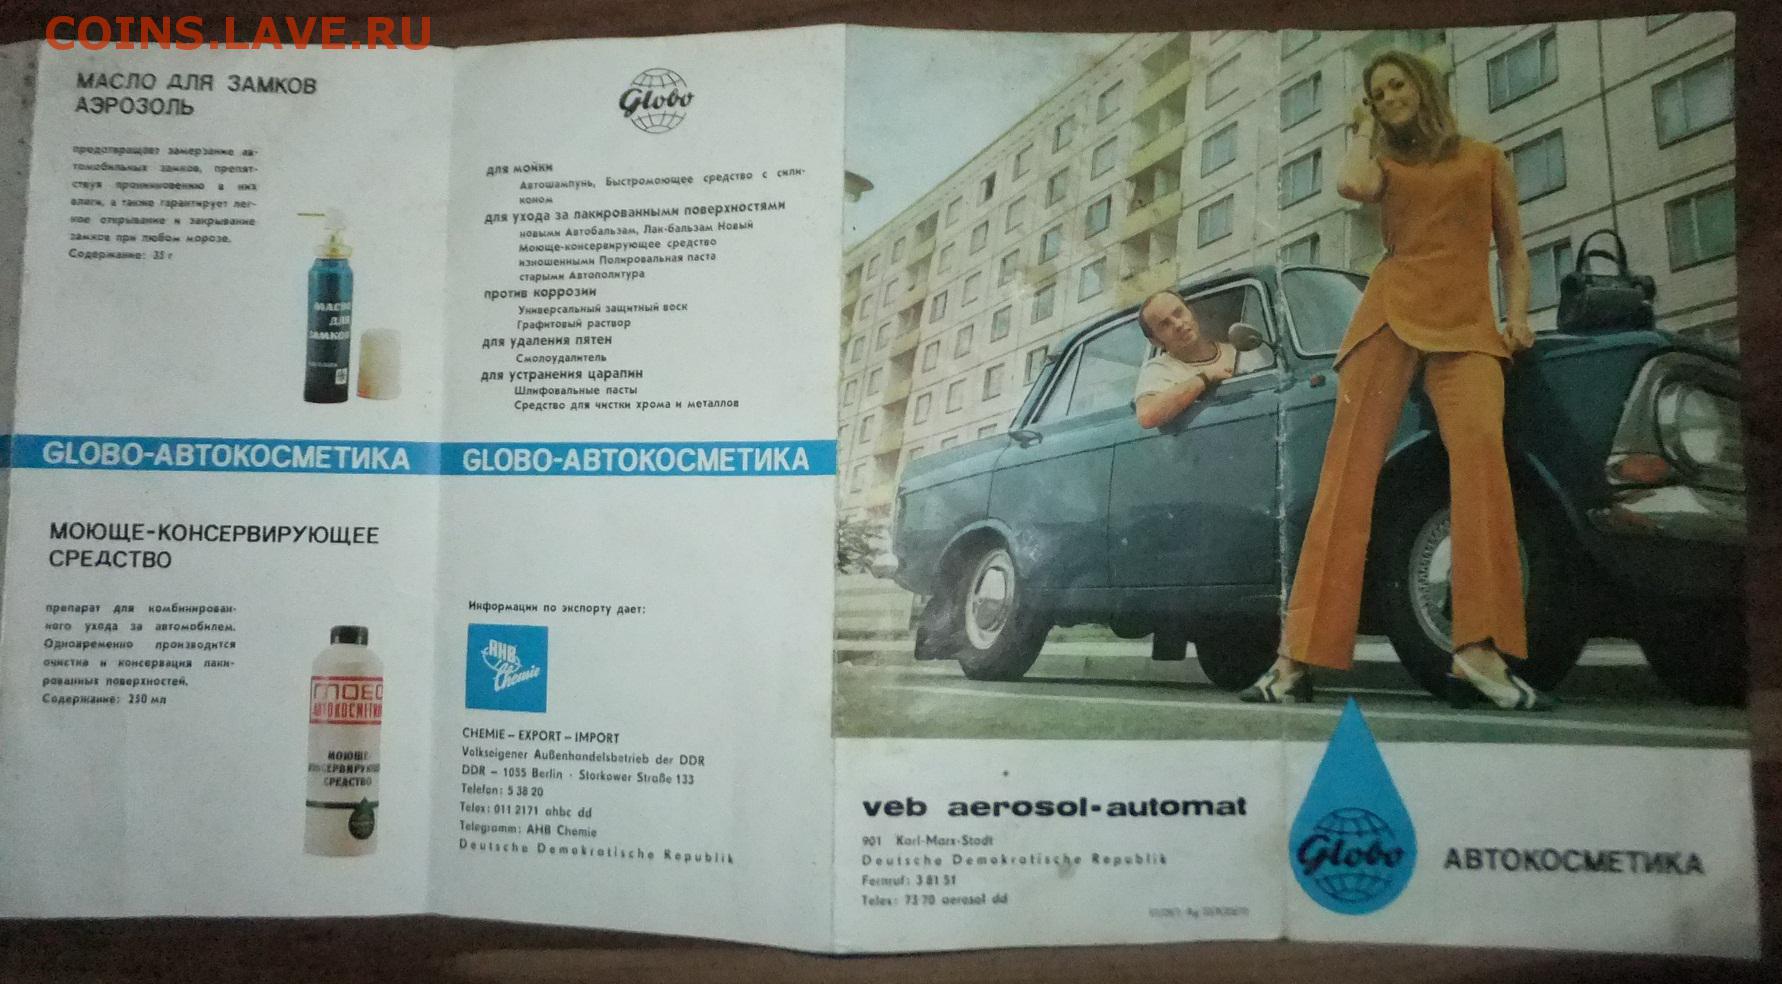 COINS.LAVE.RU
МАСЛО ДЛЯ ЗАМКОВ
АЭРОЗОЛЬ
предотвращает замерзание ав-
томобильных замков, препят-
ствуя проникновению в них
влаги, а также гарантирует лег-
кое открывание и закрывание
замков при любом морозе.
Содержание: 35 г
МАСЛО
ДЛЯ
ЗАМКОВ
GLOBO-АВТОКОСМЕТИКА
МОЮЩЕ-КОНСЕРВИРУЮЩЕЕ
СРЕДСТВО
препарат для комбинирован-
ного ухода за автомобилем.
Одновременно производится
очистка и консервация лаки-
рованных поверхностей.
Содержание: 250 мл
АВТОКОСМЕТИК
МОЮЩЕ-
СРЕДСТВО
Globo
для мойки
Автошампунь, Быстромоющее средство с сили-
коном
для ухода за лакированными поверхностями
новыми Автобальзам, Лак-бальзам Новый
Моюще-консервирующее средство
изношенными Полировальная паста
старыми Автополитура
против коррозии
Универсальный защитный воск
Графитовый раствор
для удаления пятен
Смолоудалитель
для устранения царапин
Шлифовальные пасты
Средство для чистки хрома и металлов
GLOBO-АВТОКОСМЕТИКА
Информации по экспорту дает:
AHB
Chemie
CHEMIE – EXPORT – IMPORT
Volkseigener Außenhandelsbetrieb der DDR
DDR – 1055 Berlin · Storkower Straße 133
Telefon: 5 38 20
Telex: 011 2171 ahbc dd
Telegramm: AHB Chemie
Deutsche Demokratische Republik
veb aerosol-automat
901 Karl-Marx-Stadt
Deutsche Demokratische Republik
Fernruf: 3 81 51
Telex: 73 70 aerosol dd
Globo
АВТОКОСМЕТИКА